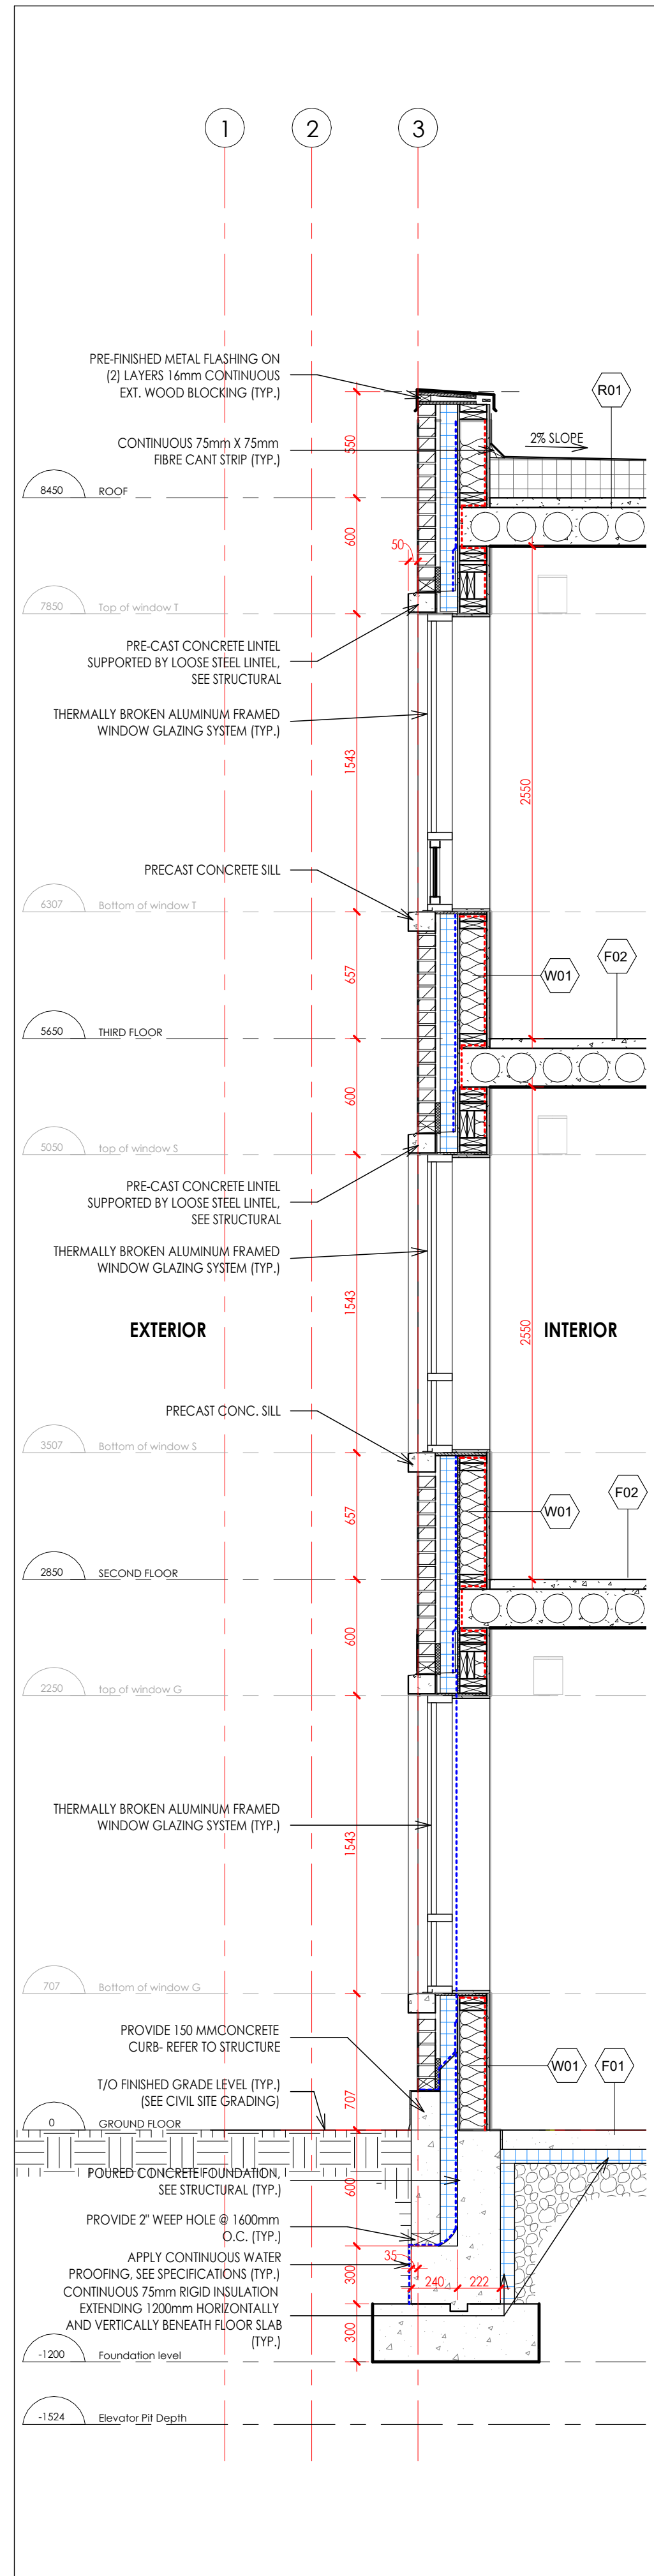 1
2
3
PRE-FINISHED METAL FLASHING ON
(2) LAYERS 16mm CONTINUOUS
EXT. WOOD BLOCKING (TYP.)
R01
550
CONTINUOUS 75mm X 75mm
FIBRE CANT STRIP (TYP.)
2% SLOPE
8450
ROOF
600
50
7850
Top of window T
PRE-CAST CONCRETE LINTEL
SUPPORTED BY LOOSE STEEL LINTEL,
SEE STRUCTURAL
THERMALLY BROKEN ALUMINUM FRAMED
WINDOW GLAZING SYSTEM (TYP.)
1543
2550
PRECAST CONCRETE SILL
6307
Bottom of window T
657
W01
F02
5650
THIRD FLOOR
600
5050
top of window S
PRE-CAST CONCRETE LINTEL
SUPPORTED BY LOOSE STEEL LINTEL,
SEE STRUCTURAL
THERMALLY BROKEN ALUMINUM FRAMED
WINDOW GLAZING SYSTEM (TYP.)
1543
2550
EXTERIOR
INTERIOR
PRECAST CONC. SILL
3507
Bottom of window S
657
W01
F02
2850
SECOND FLOOR
600
2250
top of window G
THERMALLY BROKEN ALUMINUM FRAMED
WINDOW GLAZING SYSTEM (TYP.)
1543
707
Bottom of window G
PROVIDE 150 MMCONCRETE
CURB- REFER TO STRUCTURE
W01
F01
T/O FINISHED GRADE LEVEL (TYP.)
(SEE CIVIL SITE GRADING)
707
0
GROUND FLOOR
POURED CONCRETE FOUNDATION,
SEE STRUCTURAL (TYP.)
600
PROVIDE 2" WEEP HOLE @ 1600mm
O.C. (TYP.)
APPLY CONTINUOUS WATER
PROOFING, SEE SPECIFICATIONS (TYP.)
35
300
240
222
CONTINUOUS 75mm RIGID INSULATION
EXTENDING 1200mm HORIZONTALLY
AND VERTICALLY BENEATH FLOOR SLAB
(TYP.)
300
-1200
Foundation level
-1524
Elevator Pit Depth